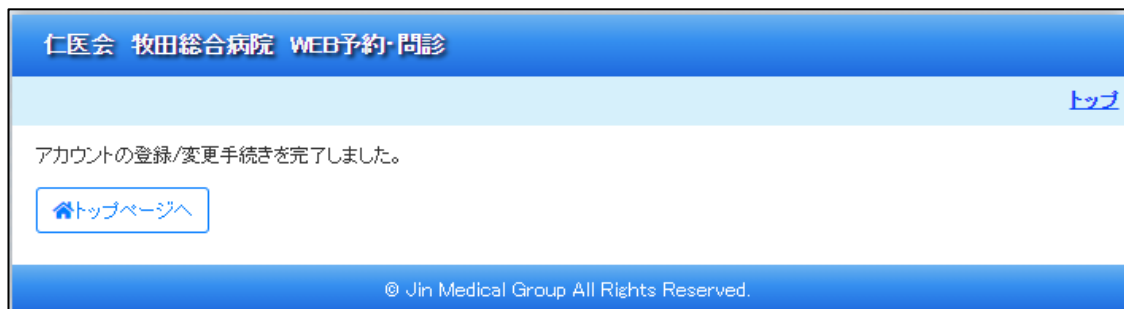 仁医会 牧田総合病院 WEB予約・問診
トップ
アカウントの登録/変更手続きを完了しました。
トップページへ
© Jin Medical Group All Rights Reserved.